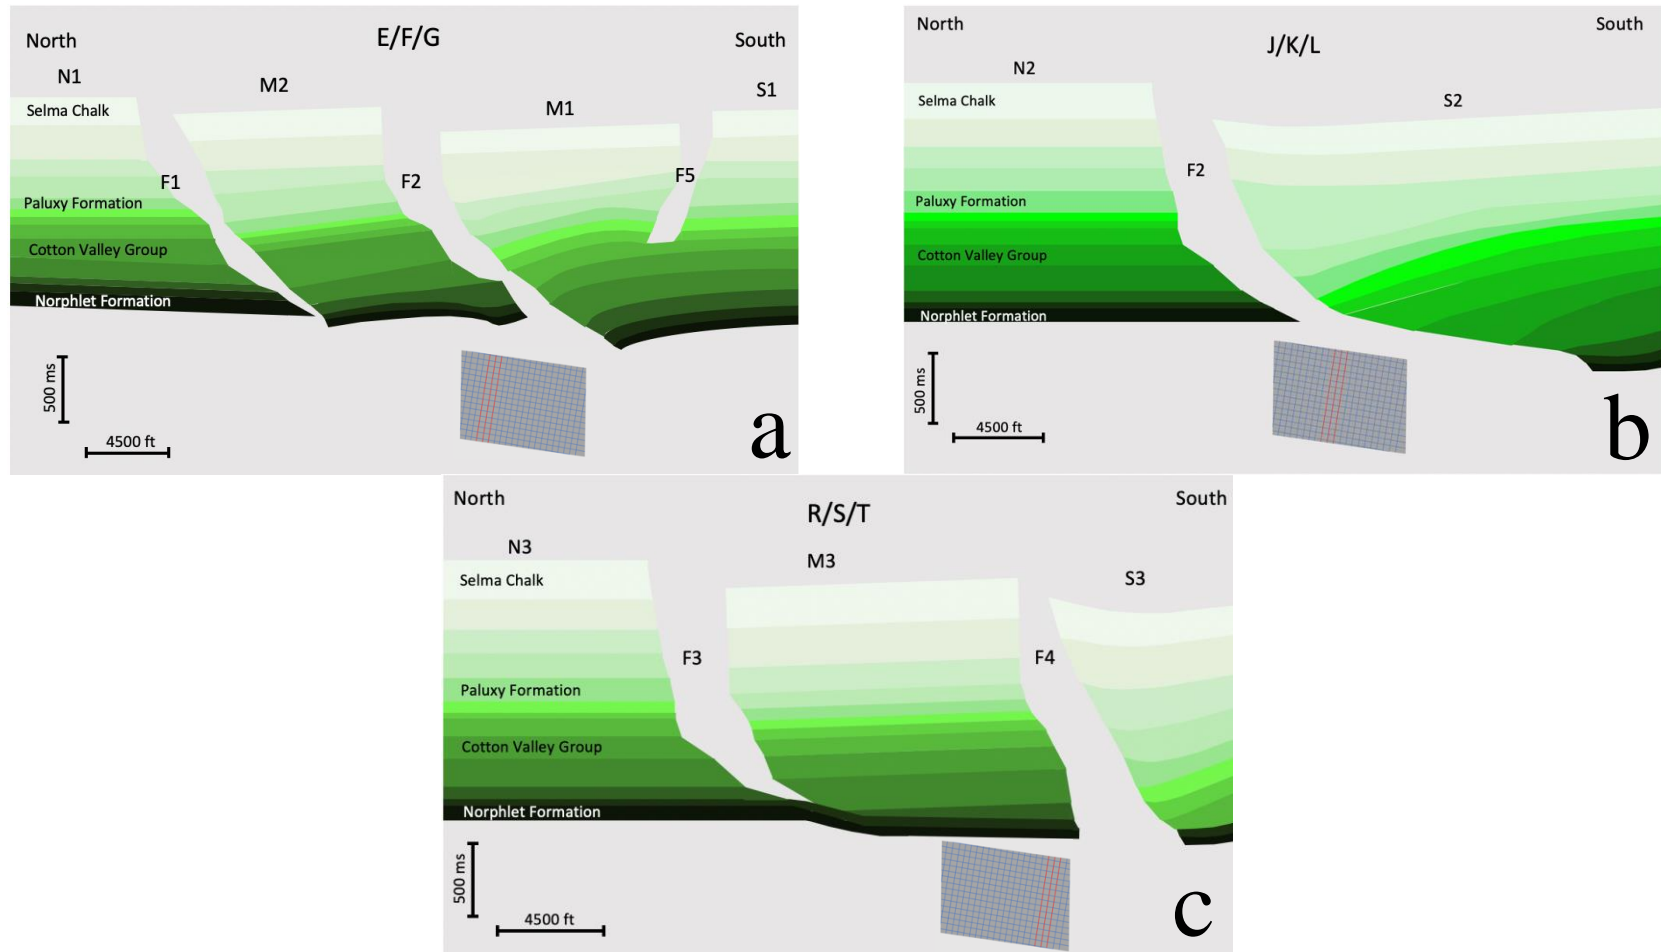 North
E/F/G
South
N1
M2
M1
S1
Selma Chalk
F1
F2
F5
Paluxy Formation
Cotton Valley Group
Norphlet Formation
500 ms
4500 ft
a
North
J/K/L
South
N2
S2
Selma Chalk
F2
Paluxy Formation
Cotton Valley Group
Norphlet Formation
500 ms
4500 ft
b
North
R/S/T
South
N3
M3
S3
Selma Chalk
F3
F4
Paluxy Formation
Cotton Valley Group
Norphlet Formation
500 ms
4500 ft
c